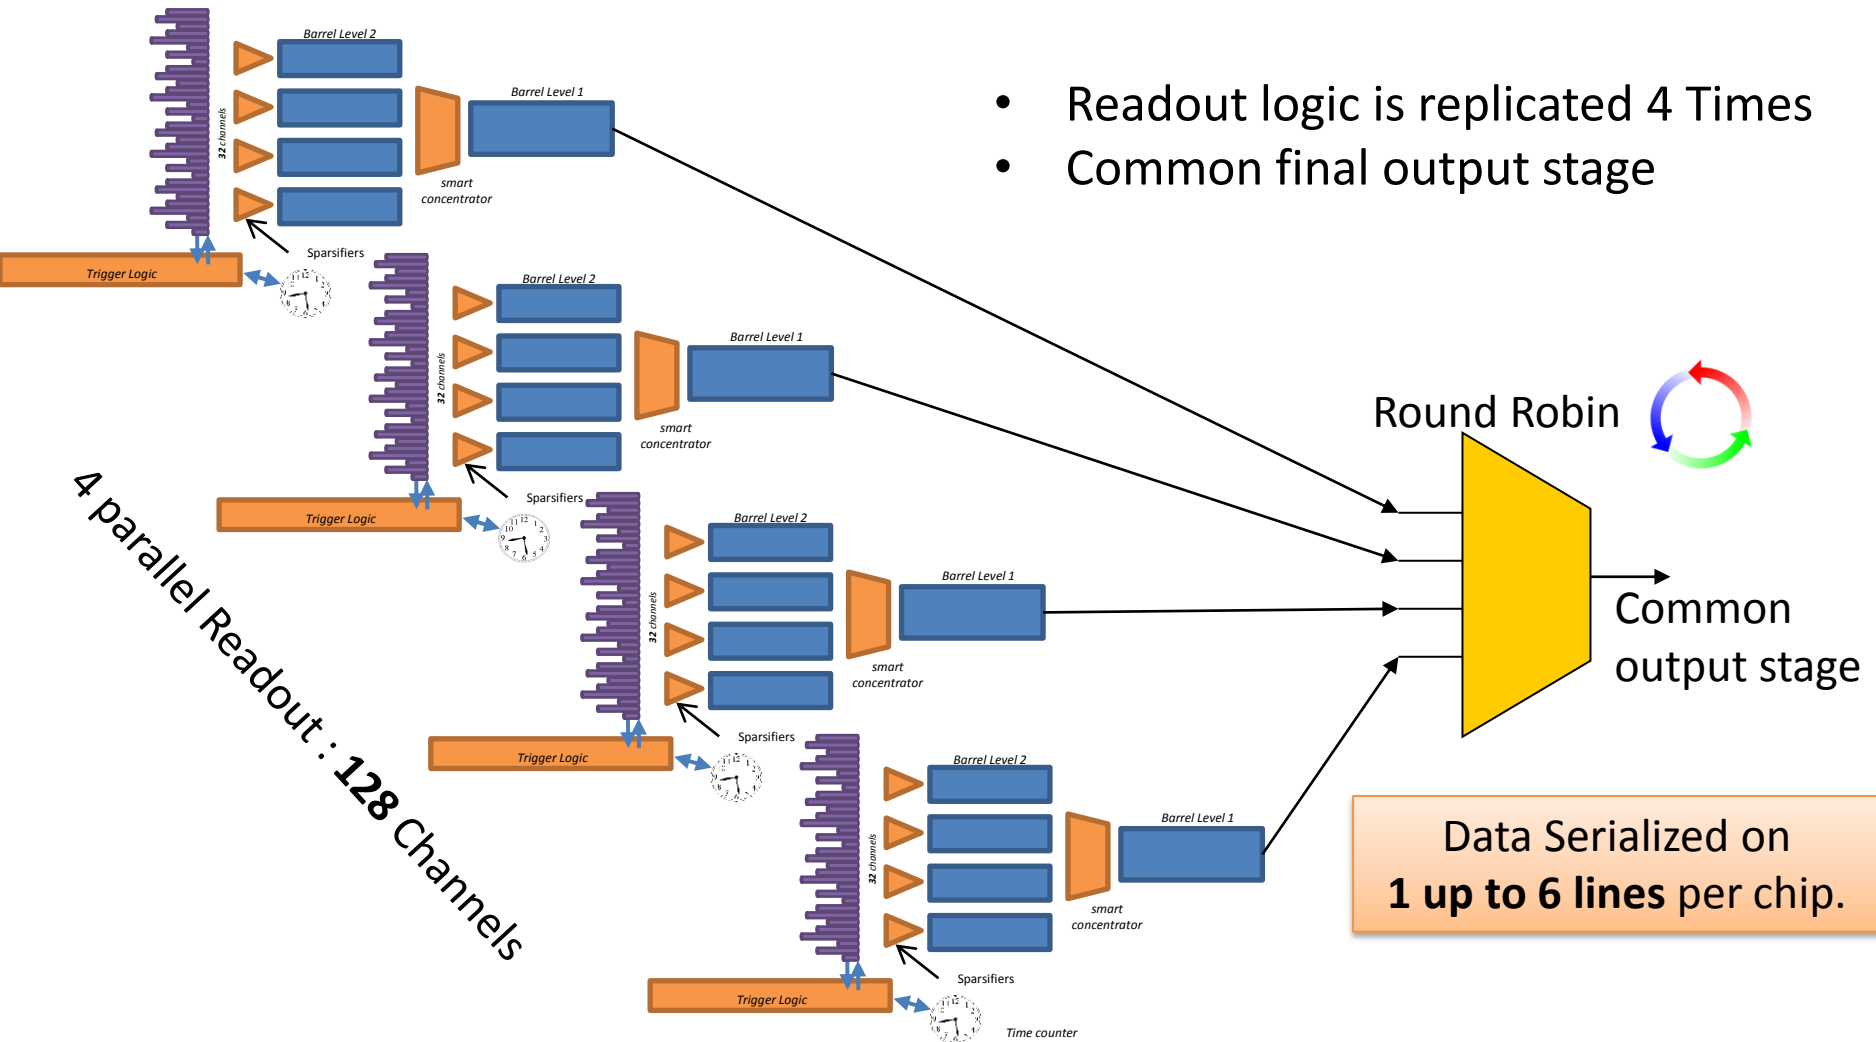 • Readout logic is replicated 4 Times
• Common final output stage
Barrel Level 2
Barrel Level 1
32 channels
smart
concentrator
Sparsifiers
Trigger Logic
Barrel Level 2
Barrel Level 1
32 channels
smart
concentrator
Sparsifiers
Trigger Logic
Barrel Level 2
Barrel Level 1
32 channels
smart
concentrator
Sparsifiers
Trigger Logic
Barrel Level 2
Barrel Level 1
32 channels
smart
concentrator
Sparsifiers
Trigger Logic
Time counter
4 parallel Readout : 128 Channels
Round Robin
Common
output stage
Data Serialized on
1 up to 6 lines per chip.